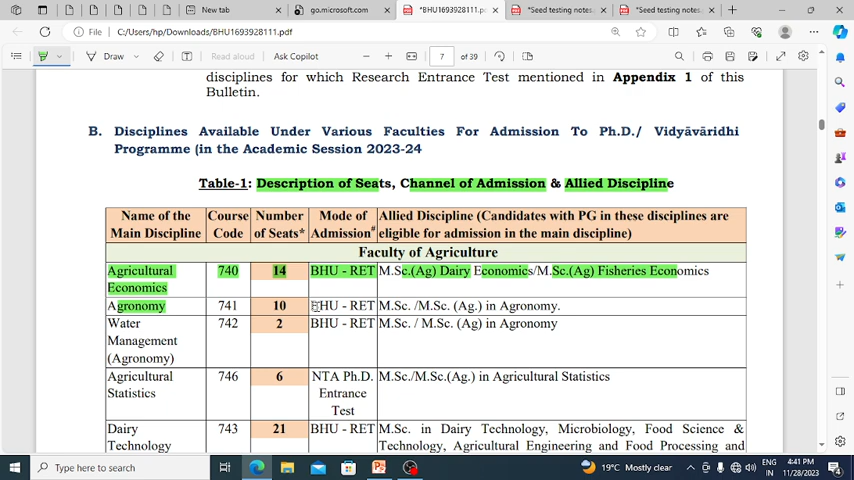 New tab
go.microsoft.com
*BHU1693928111.p
*Seed testing notes.
*Seed testing notes.
File
C:/Users/hp/Downloads/BHU1693928111.pdf
Draw
Read aloud
Ask Copilot
7
of 39
disciplines for which Research Entrance Test mentioned in Appendix 1 of this
Bulletin.
B. Disciplines Available Under Various Faculties For Admission To Ph.D./ Vidyāvāridhi
Programme (in the Academic Session 2023-24
Table-1: Description of Seats, Channel of Admission & Allied Discipline
Name of the Main Discipline
Course Code
Number of Seats*
Mode of Admission#
Allied Discipline (Candidates with PG in these disciplines are eligible for admission in the main discipline)
Faculty of Agriculture
Agricultural Economics 740 14 BHU - RET M.Sc.(Ag) Dairy Economics/M.Sc.(Ag) Fisheries Economics
Agronomy 741 10 BHU - RET M.Sc. /M.Sc. (Ag.) in Agronomy.
Water Management (Agronomy) 742 2 BHU - RET M.Sc. / M.Sc. (Ag) in Agronomy
Agricultural Statistics 746 6 NTA Ph.D. Entrance Test M.Sc./M.Sc.(Ag.) in Agricultural Statistics
Dairy Technology 743 21 BHU - RET M.Sc. in Dairy Technology, Microbiology, Food Science & Technology, Agricultural Engineering and Food Processing and
Type here to search
19°C Mostly clear
ENG
IN
4:41 PM
11/28/2023
4